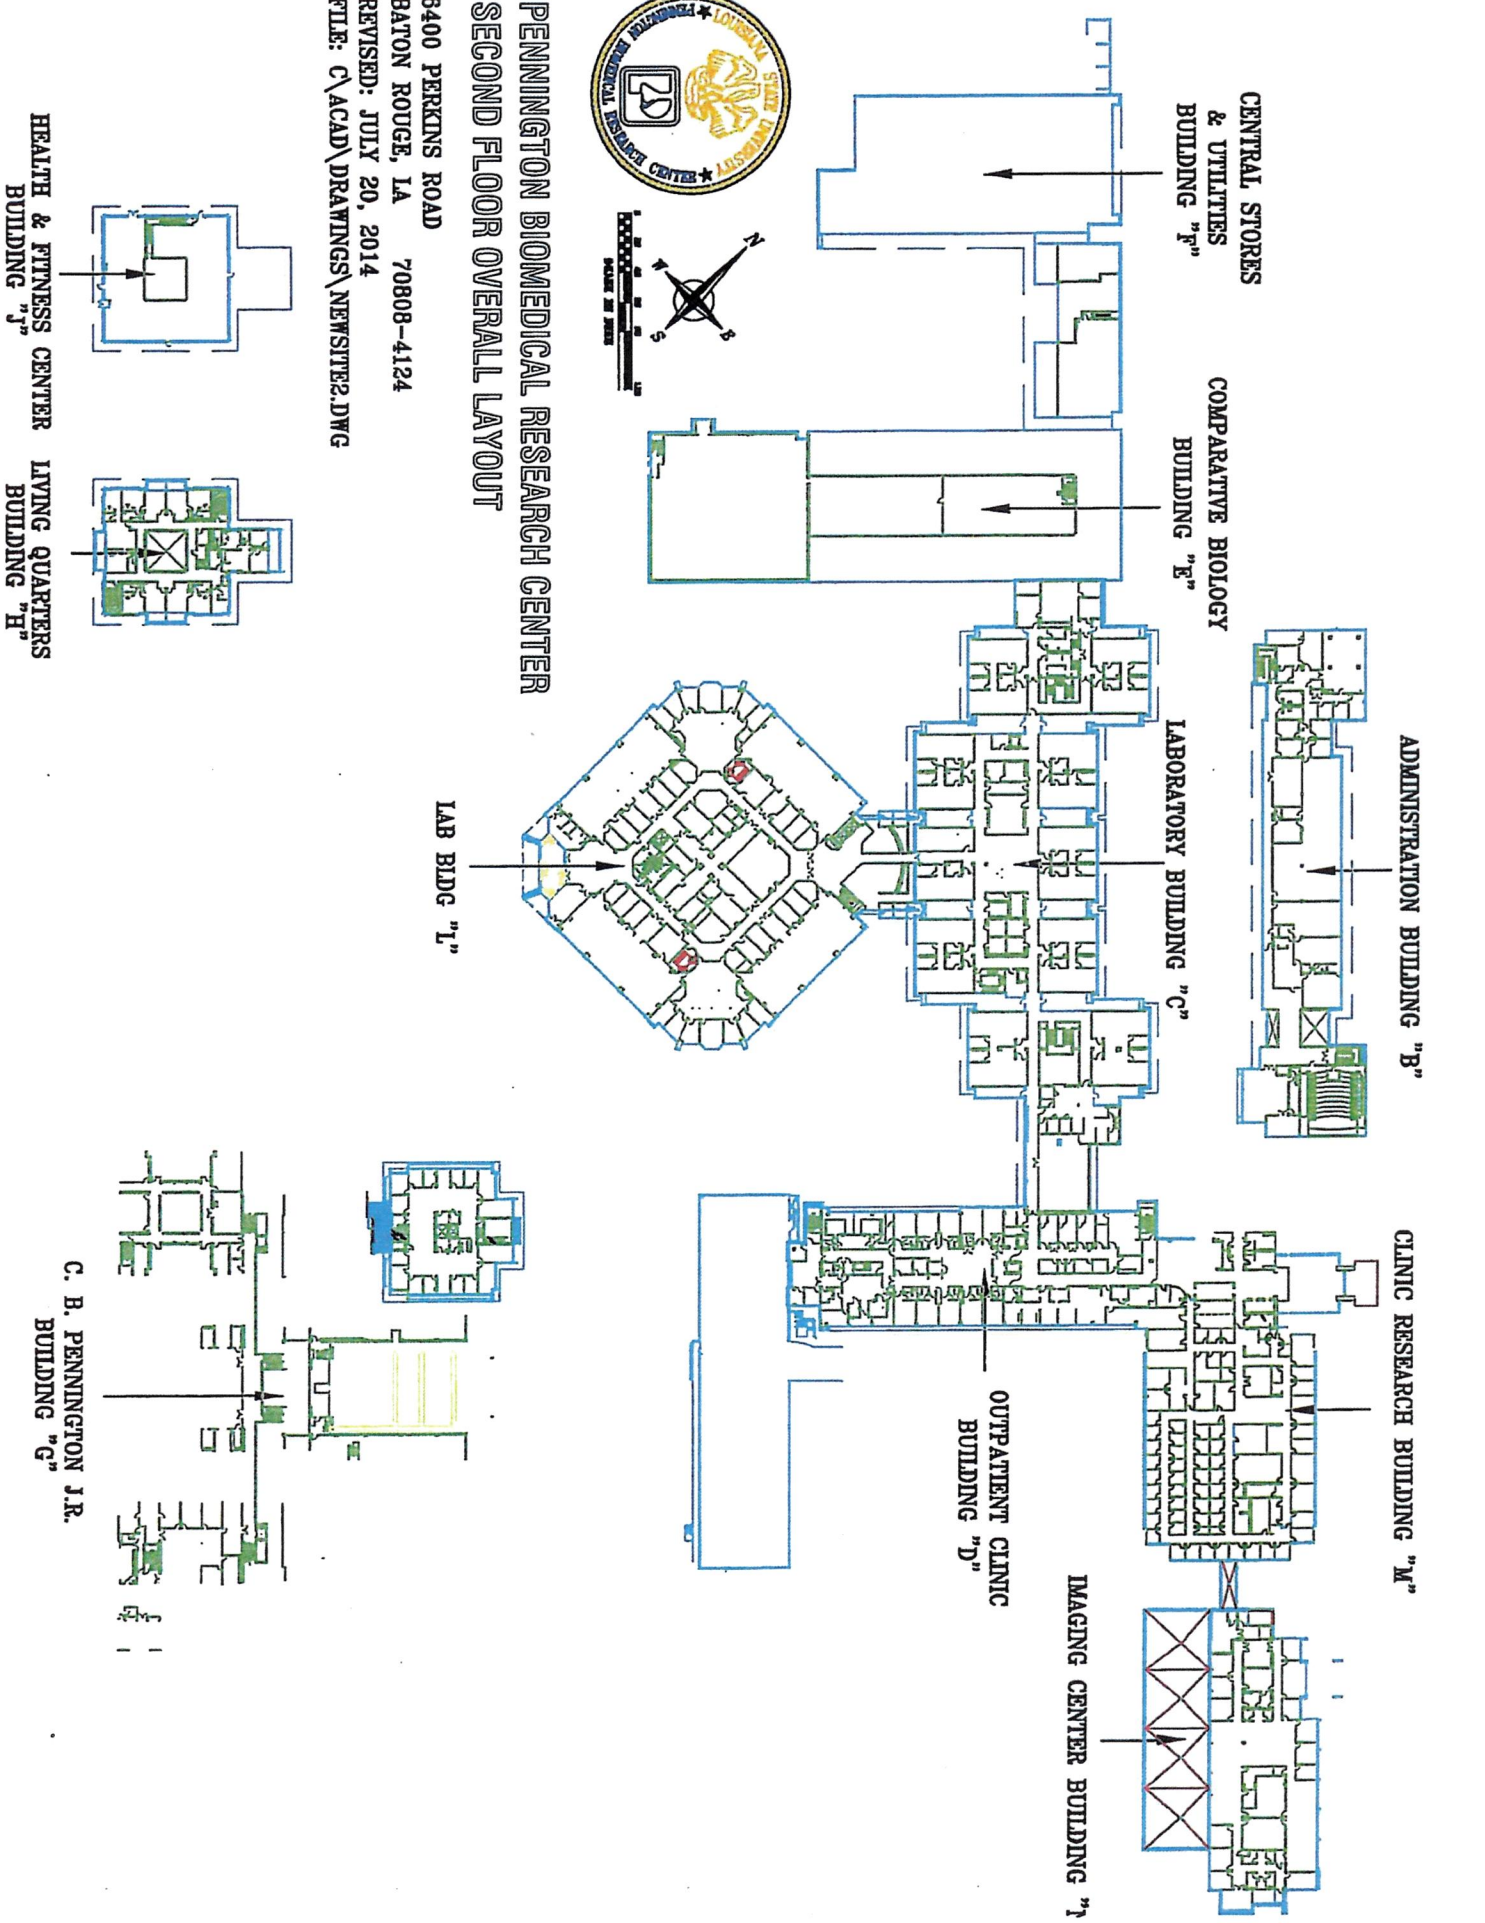 CENTRAL STORES
& UTILITIES
BUILDING "F"
COMPARATIVE BIOLOGY
BUILDING "E"
ADMINISTRATION BUILDING "B"
LABORATORY BUILDING "C"
CLINIC RESEARCH BUILDING "M"
OUTPATIENT CLINIC
BUILDING "D"
IMAGING CENTER BUILDING
LAB BLDG "L"
C. B. PENNINGTON J.R.
BUILDING "G"
LOUISIANA STATE UNIVERSITY
PENNINGTON BIOMEDICAL RESEARCH CENTER
N
S
SCALE IN FEET
PENNINGTON BIOMEDICAL RESEARCH CENTER
SECOND FLOOR OVERALL LAYOUT
6400 PERKINS ROAD
BATON ROUGE, LA 70808-4124
REVISED: JULY 20, 2014
FILE: C\ACAD\DRAWINGS\NEWSITE2.DWG
HEALTH & FITNESS CENTER
BUILDING "J"
LIVING QUARTERS
BUILDING "H"